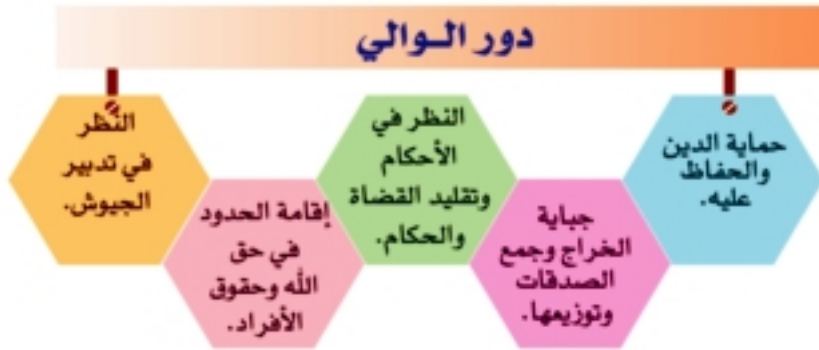 دور الـوالي
حماية الدين
والحفاظ
عليه.
جباية
الخراج وجمع
الصدقات
وتوزيعها.
النظر في
الأحكام
وتقليد القضاة
والحكام.
إقامة الحدود
في حق
الله وحقوق
الأفراد.
النظر
في تدبير
الجيوش.